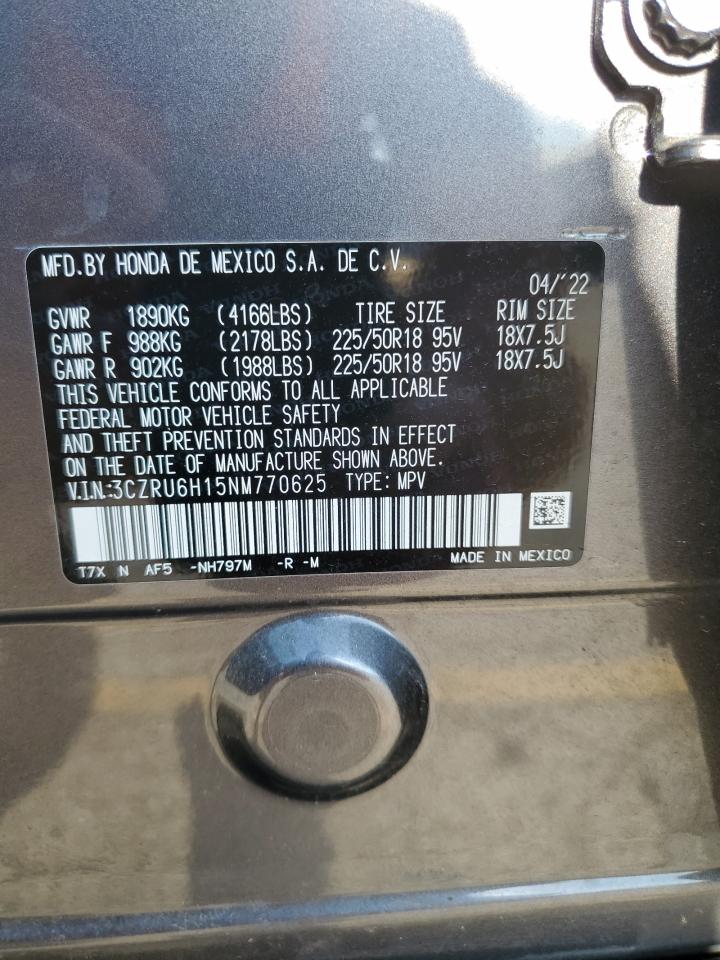 MFD.BY HONDA DE MEXICO S.A. DE C.V.
04/'22
GVWR 1890KG (4166LBS) TIRE SIZE RIM SIZE
GAWR F 988KG (2178LBS) 225/50R18 95V 18X7.5J
GAWR R 902KG (1988LBS) 225/50R18 95V 18X7.5J
THIS VEHICLE CONFORMS TO ALL APPLICABLE
FEDERAL MOTOR VEHICLE SAFETY
AND THEFT PREVENTION STANDARDS IN EFFECT
ON THE DATE OF MANUFACTURE SHOWN ABOVE.
V.I.N.:3CZRU6H15NM770625 TYPE: MPV
T7X N AF5 -NH797M -R -M MADE IN MEXICO